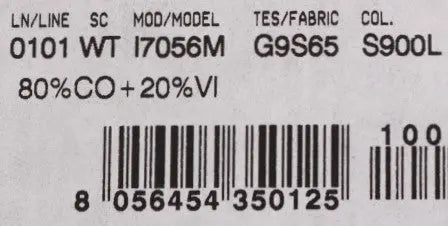 LN/LINE SC MOD/MODEL TES/FABRIC COL.
0101 WT I7056M G9S65 S900L
80%CO+20%VI
100
8 056454 350125